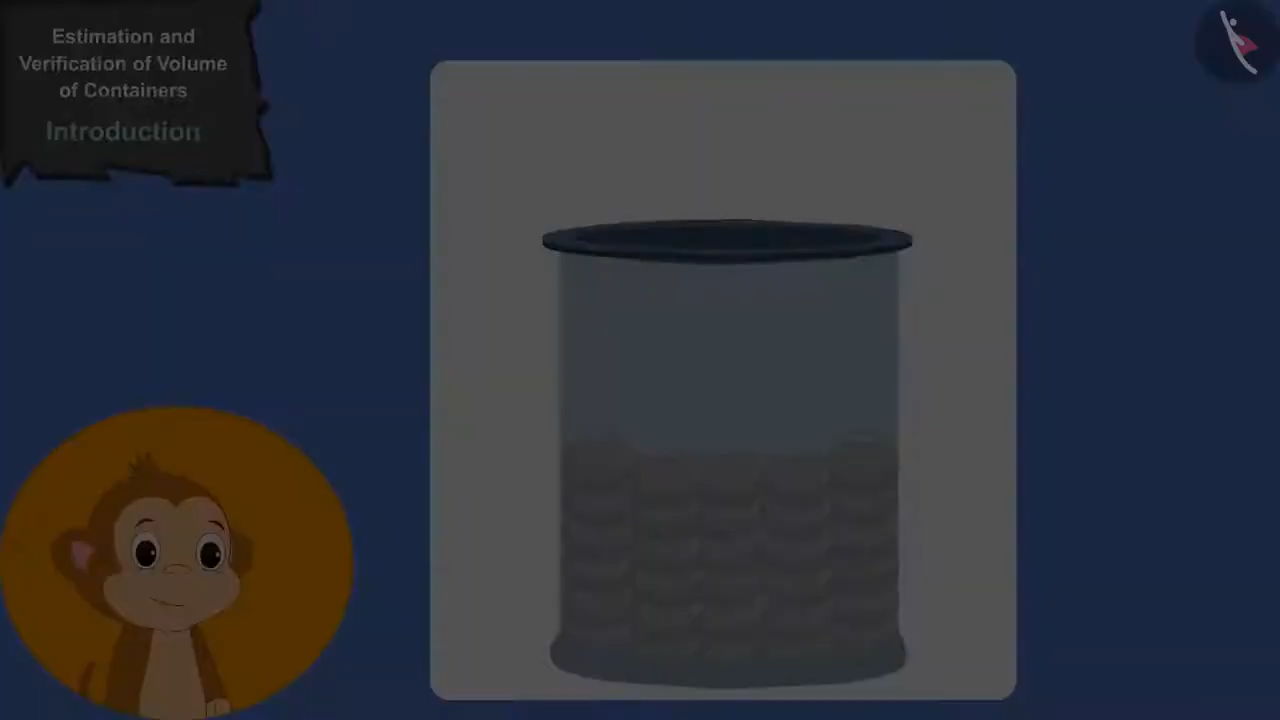 Estimation and
Verification of Volume
of Containers
Introduction